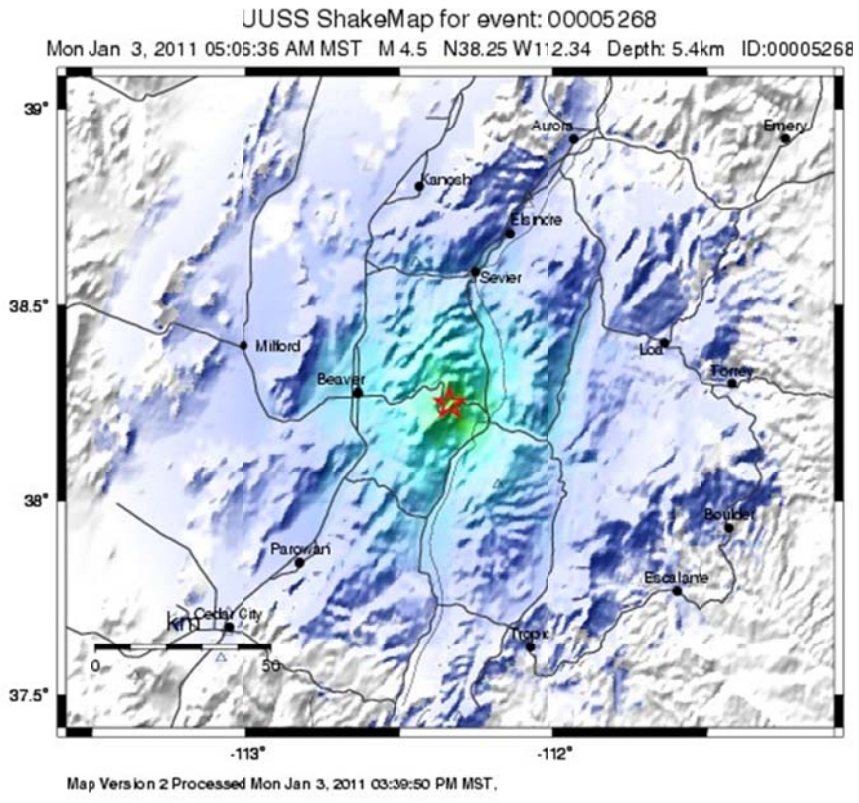 UUSS ShakeMap for event: 00005268
Mon Jan 3, 2011 05:06:36 AM MST M 4.5 N38.25 W112.34 Depth: 5.4km ID:00005268
39°
Aurora
Emery
Kanosh
Elsinore
Sevier
38.5°
Milford
Loa
Beaver
Torrey
38°
Boulder
Parowan
Escalante
Cedar City
km
Tropic
0
50
37.5°
-113°
-112°
Map Version 2 Processed Mon Jan 3, 2011 03:39:50 PM MST,